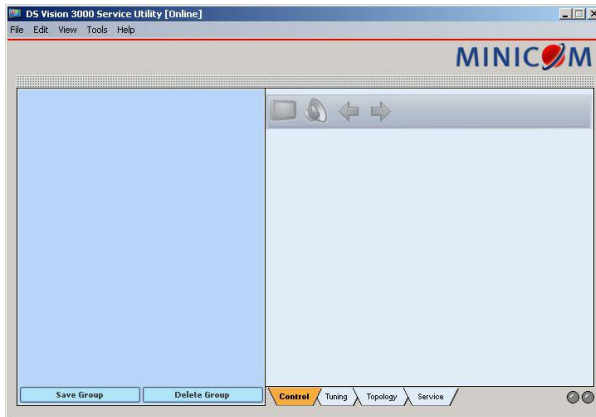 DS Vision 3000 Service Utility [Online]
File Edit View Tools Help
MINICOM
Save Group Delete Group Control Tuning Topology Service